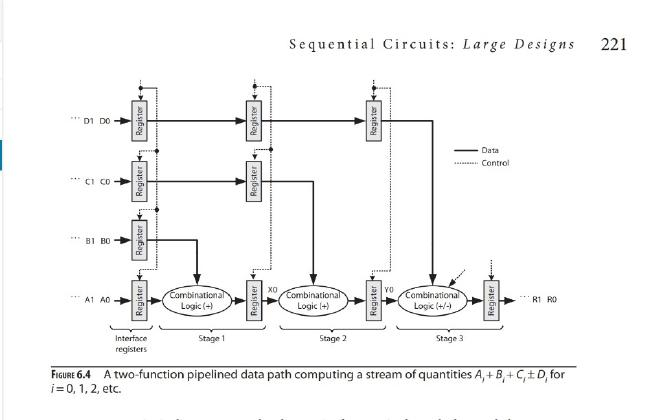 Sequential Circuits: Large Designs 221
··· D1 D0
Register
Register
Register
Data
Control
··· C1 C0
Register
Register
··· B1 B0
Register
··· A1 A0
Register
Combinational
Logic (+)
Register
X0
Combinational
Logic (+)
Register
Y0
Combinational
Logic (+/-)
Register
··· R1 R0
Interface
registers
Stage 1
Stage 2
Stage 3
FIGURE 6.4 A two-function pipelined data path computing a stream of quantities Ai + Bi + Ci ± Di for
i = 0, 1, 2, etc.